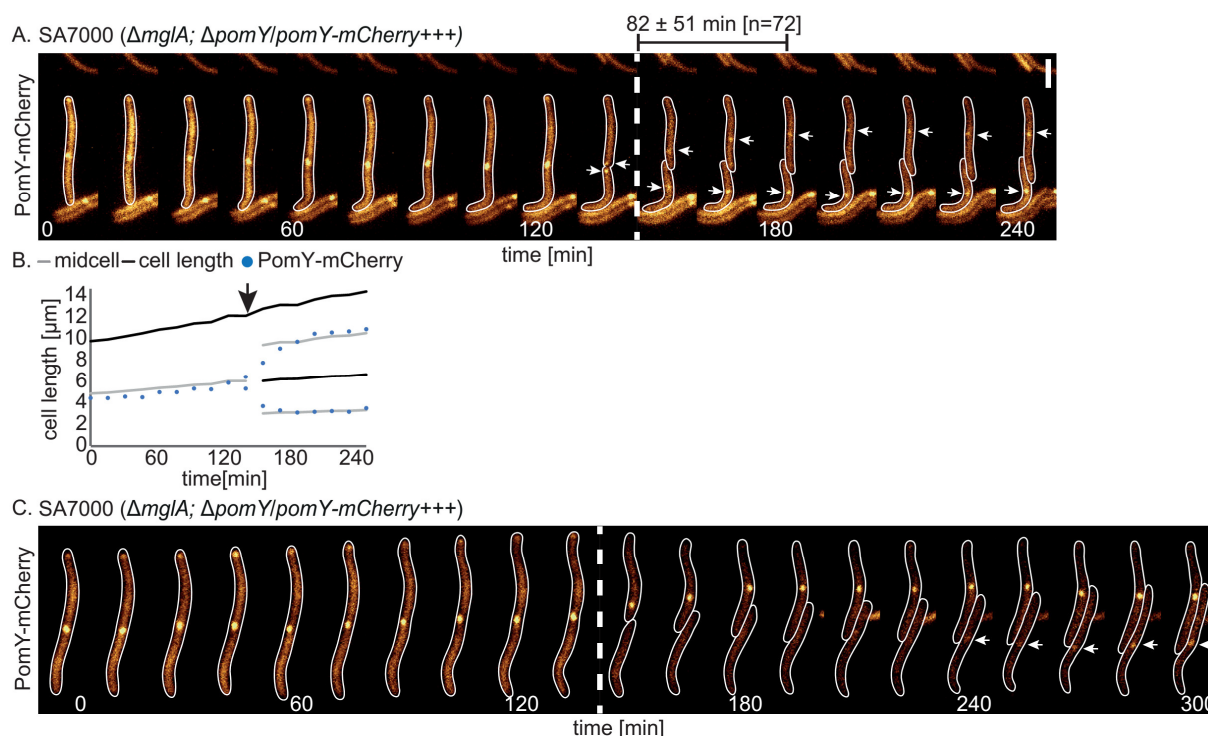 82 ± 51 min [n=72]
A. SA7000 (ΔmglA; ΔpomY/pomY-mCherry+++)
PomY-mCherry
0 60 120 180 240
time [min]
B. midcell cell length PomY-mCherry
cell length [µm]
14
12
10
8
6
4
2
0
0 60 120 180 240
time[min]
C. SA7000 (ΔmglA; ΔpomY/pomY-mCherry+++)
PomY-mCherry
0 60 120 180 240 300
time [min]